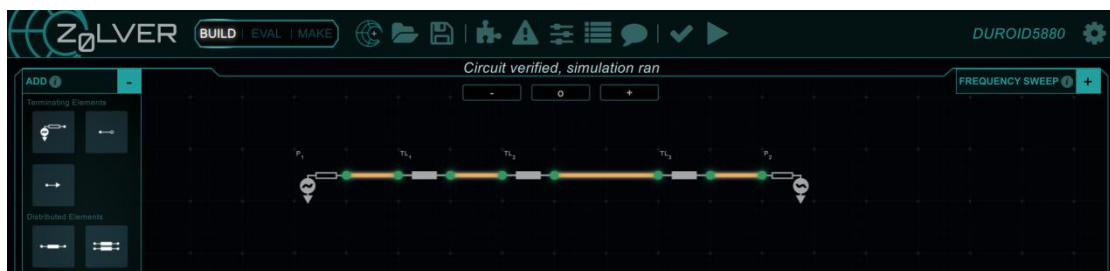 ZØLVER BUILD | EVAL | MAKE DUROID5880
Circuit verified, simulation ran
ADD i -
FREQUENCY SWEEP i +
- o +
Terminating Elements
P1 TL1 TL2 TL3 P2
Distributed Elements